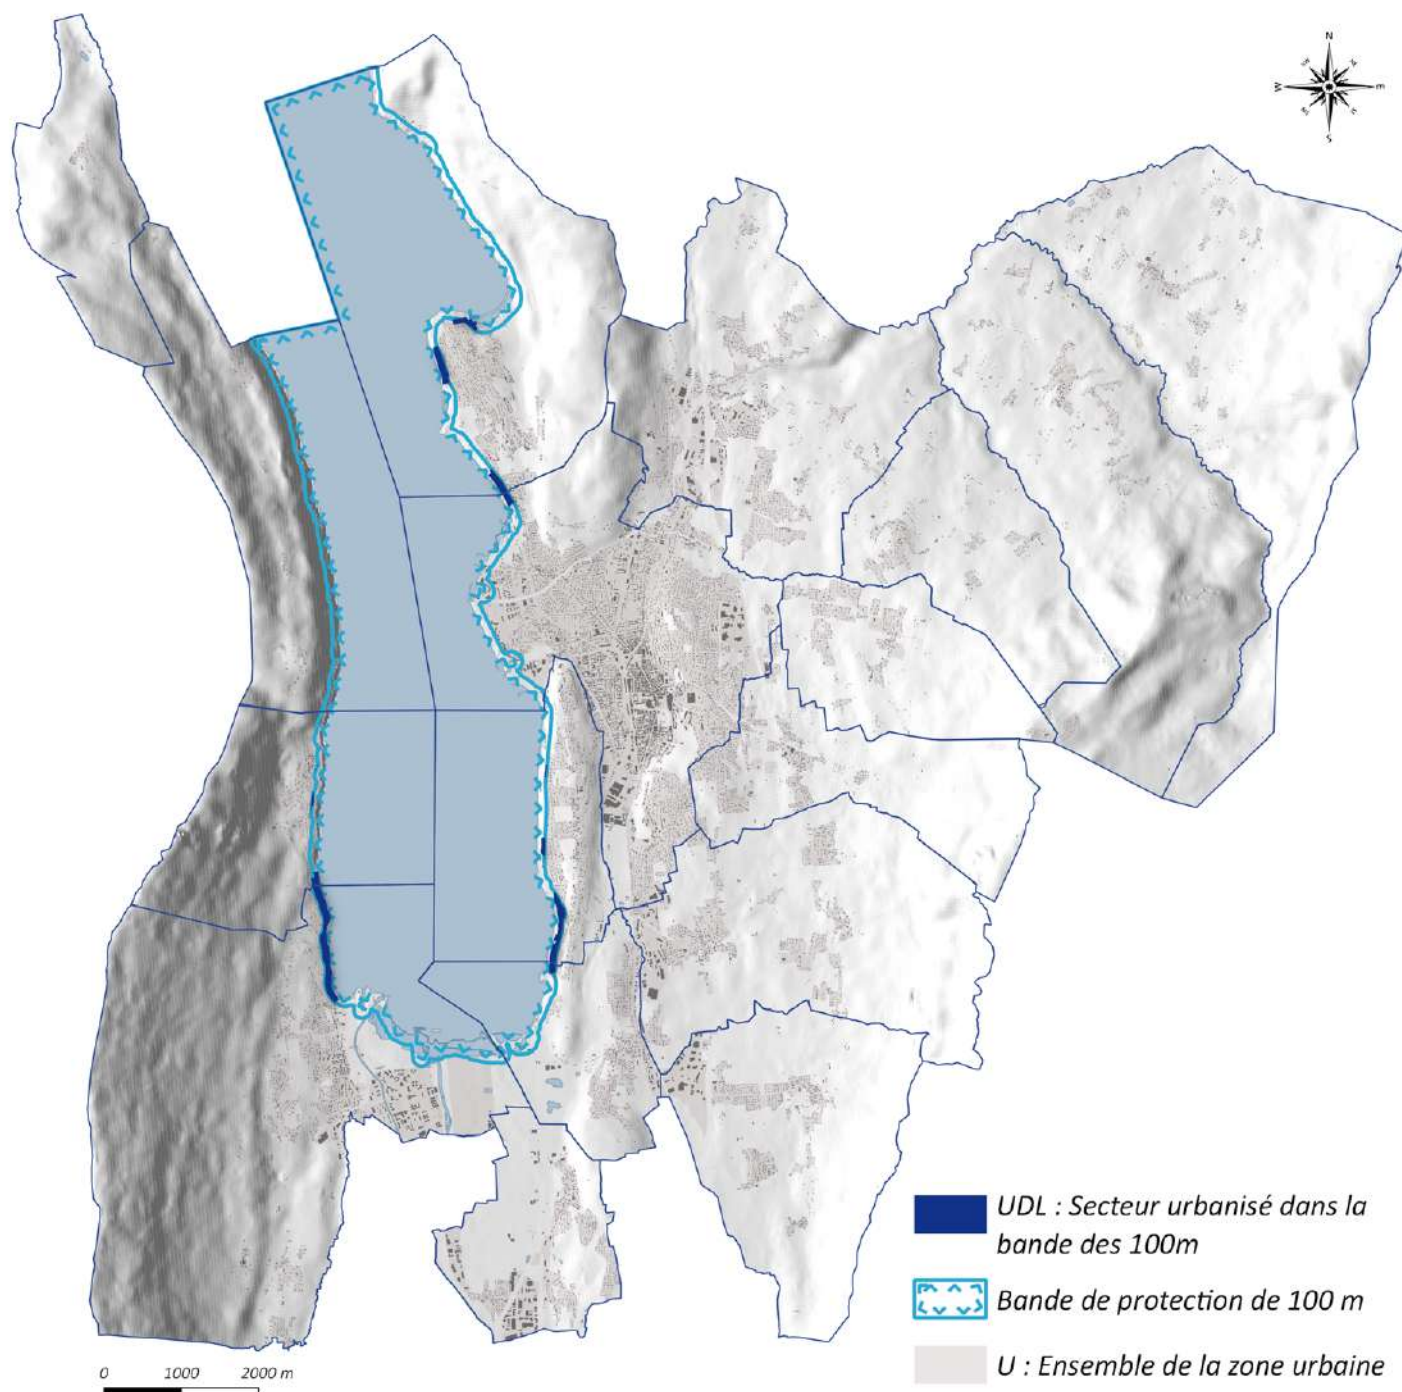 N
W
E
S
UDL : Secteur urbanisé dans la
bande des 100m
Bande de protection de 100 m
U : Ensemble de la zone urbaine
0 1000 2000 m